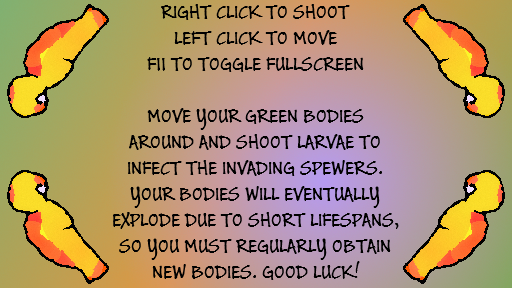 RIGHT CLICK TO SHOOT
LEFT CLICK TO MOVE
F11 TO TOGGLE FULLSCREEN
MOVE YOUR GREEN BODIES
AROUND AND SHOOT LARVAE TO
INFECT THE INVADING SPEWERS.
YOUR BODIES WILL EVENTUALLY
EXPLODE DUE TO SHORT LIFESPANS,
SO YOU MUST REGULARLY OBTAIN
NEW BODIES. GOOD LUCK!